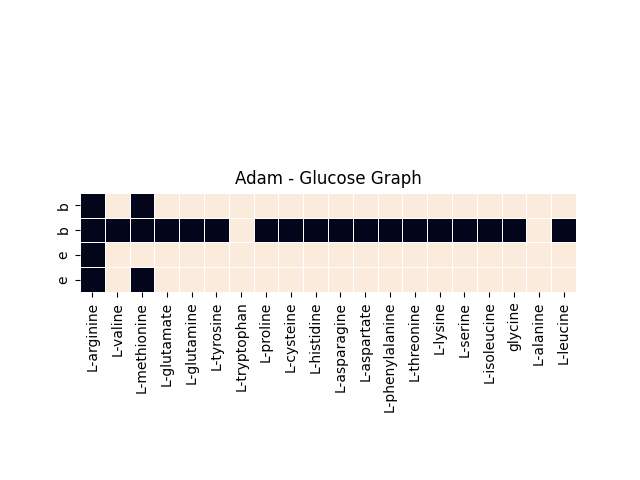 Adam - Glucose Graph
b
b
e
e
L-arginine
L-valine
L-methionine
L-glutamate
L-glutamine
L-tyrosine
L-tryptophan
L-proline
L-cysteine
L-histidine
L-asparagine
L-aspartate
L-phenylalanine
L-threonine
L-lysine
L-serine
L-isoleucine
glycine
L-alanine
L-leucine